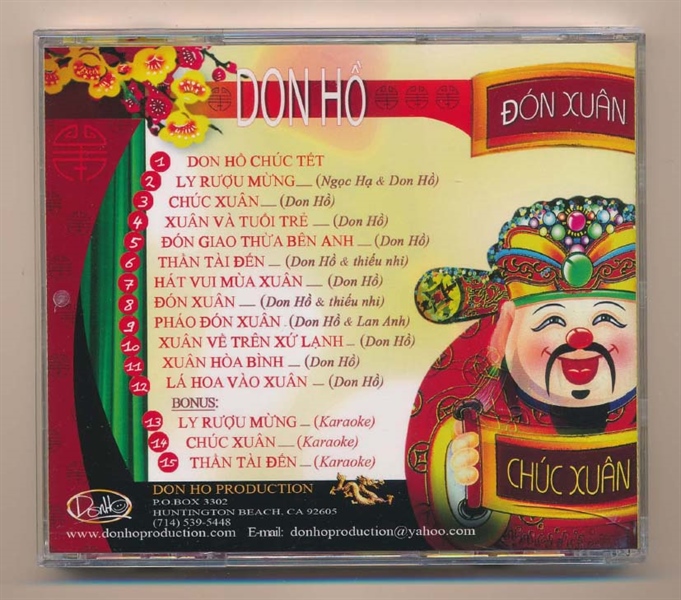 DON HỒ
ĐÓN XUÂN
1 DON HỒ CHÚC TẾT
2 LY RƯỢU MỪNG (Ngọc Hạ & Don Hồ)
3 CHÚC XUÂN (Don Hồ)
4 XUÂN VÀ TUỔI TRẺ (Don Hồ)
5 ĐÓN GIAO THỪA BÊN ANH (Don Hồ)
6 THẦN TÀI ĐẾN (Don Hồ & thiếu nhi)
7 HÁT VUI MÙA XUÂN (Don Hồ)
8 ĐÓN XUÂN (Don Hồ & thiếu nhi)
9 PHÁO ĐÓN XUÂN (Don Hồ & Lan Anh)
10 XUÂN VỀ TRÊN XỨ LẠNH (Don Hồ)
11 XUÂN HÒA BÌNH (Don Hồ)
12 LÁ HOA VÀO XUÂN (Don Hồ)
BONUS:
13 LY RƯỢU MỪNG (Karaoke)
14 CHÚC XUÂN (Karaoke)
15 THẦN TÀI ĐẾN (Karaoke)
CHÚC XUÂN
DonHo
DON HO PRODUCTION
P.O.BOX 3302
HUNTINGTON BEACH, CA 92605
(714) 539-5448
www.donhoproduction.com E-mail: donhoproduction@yahoo.com